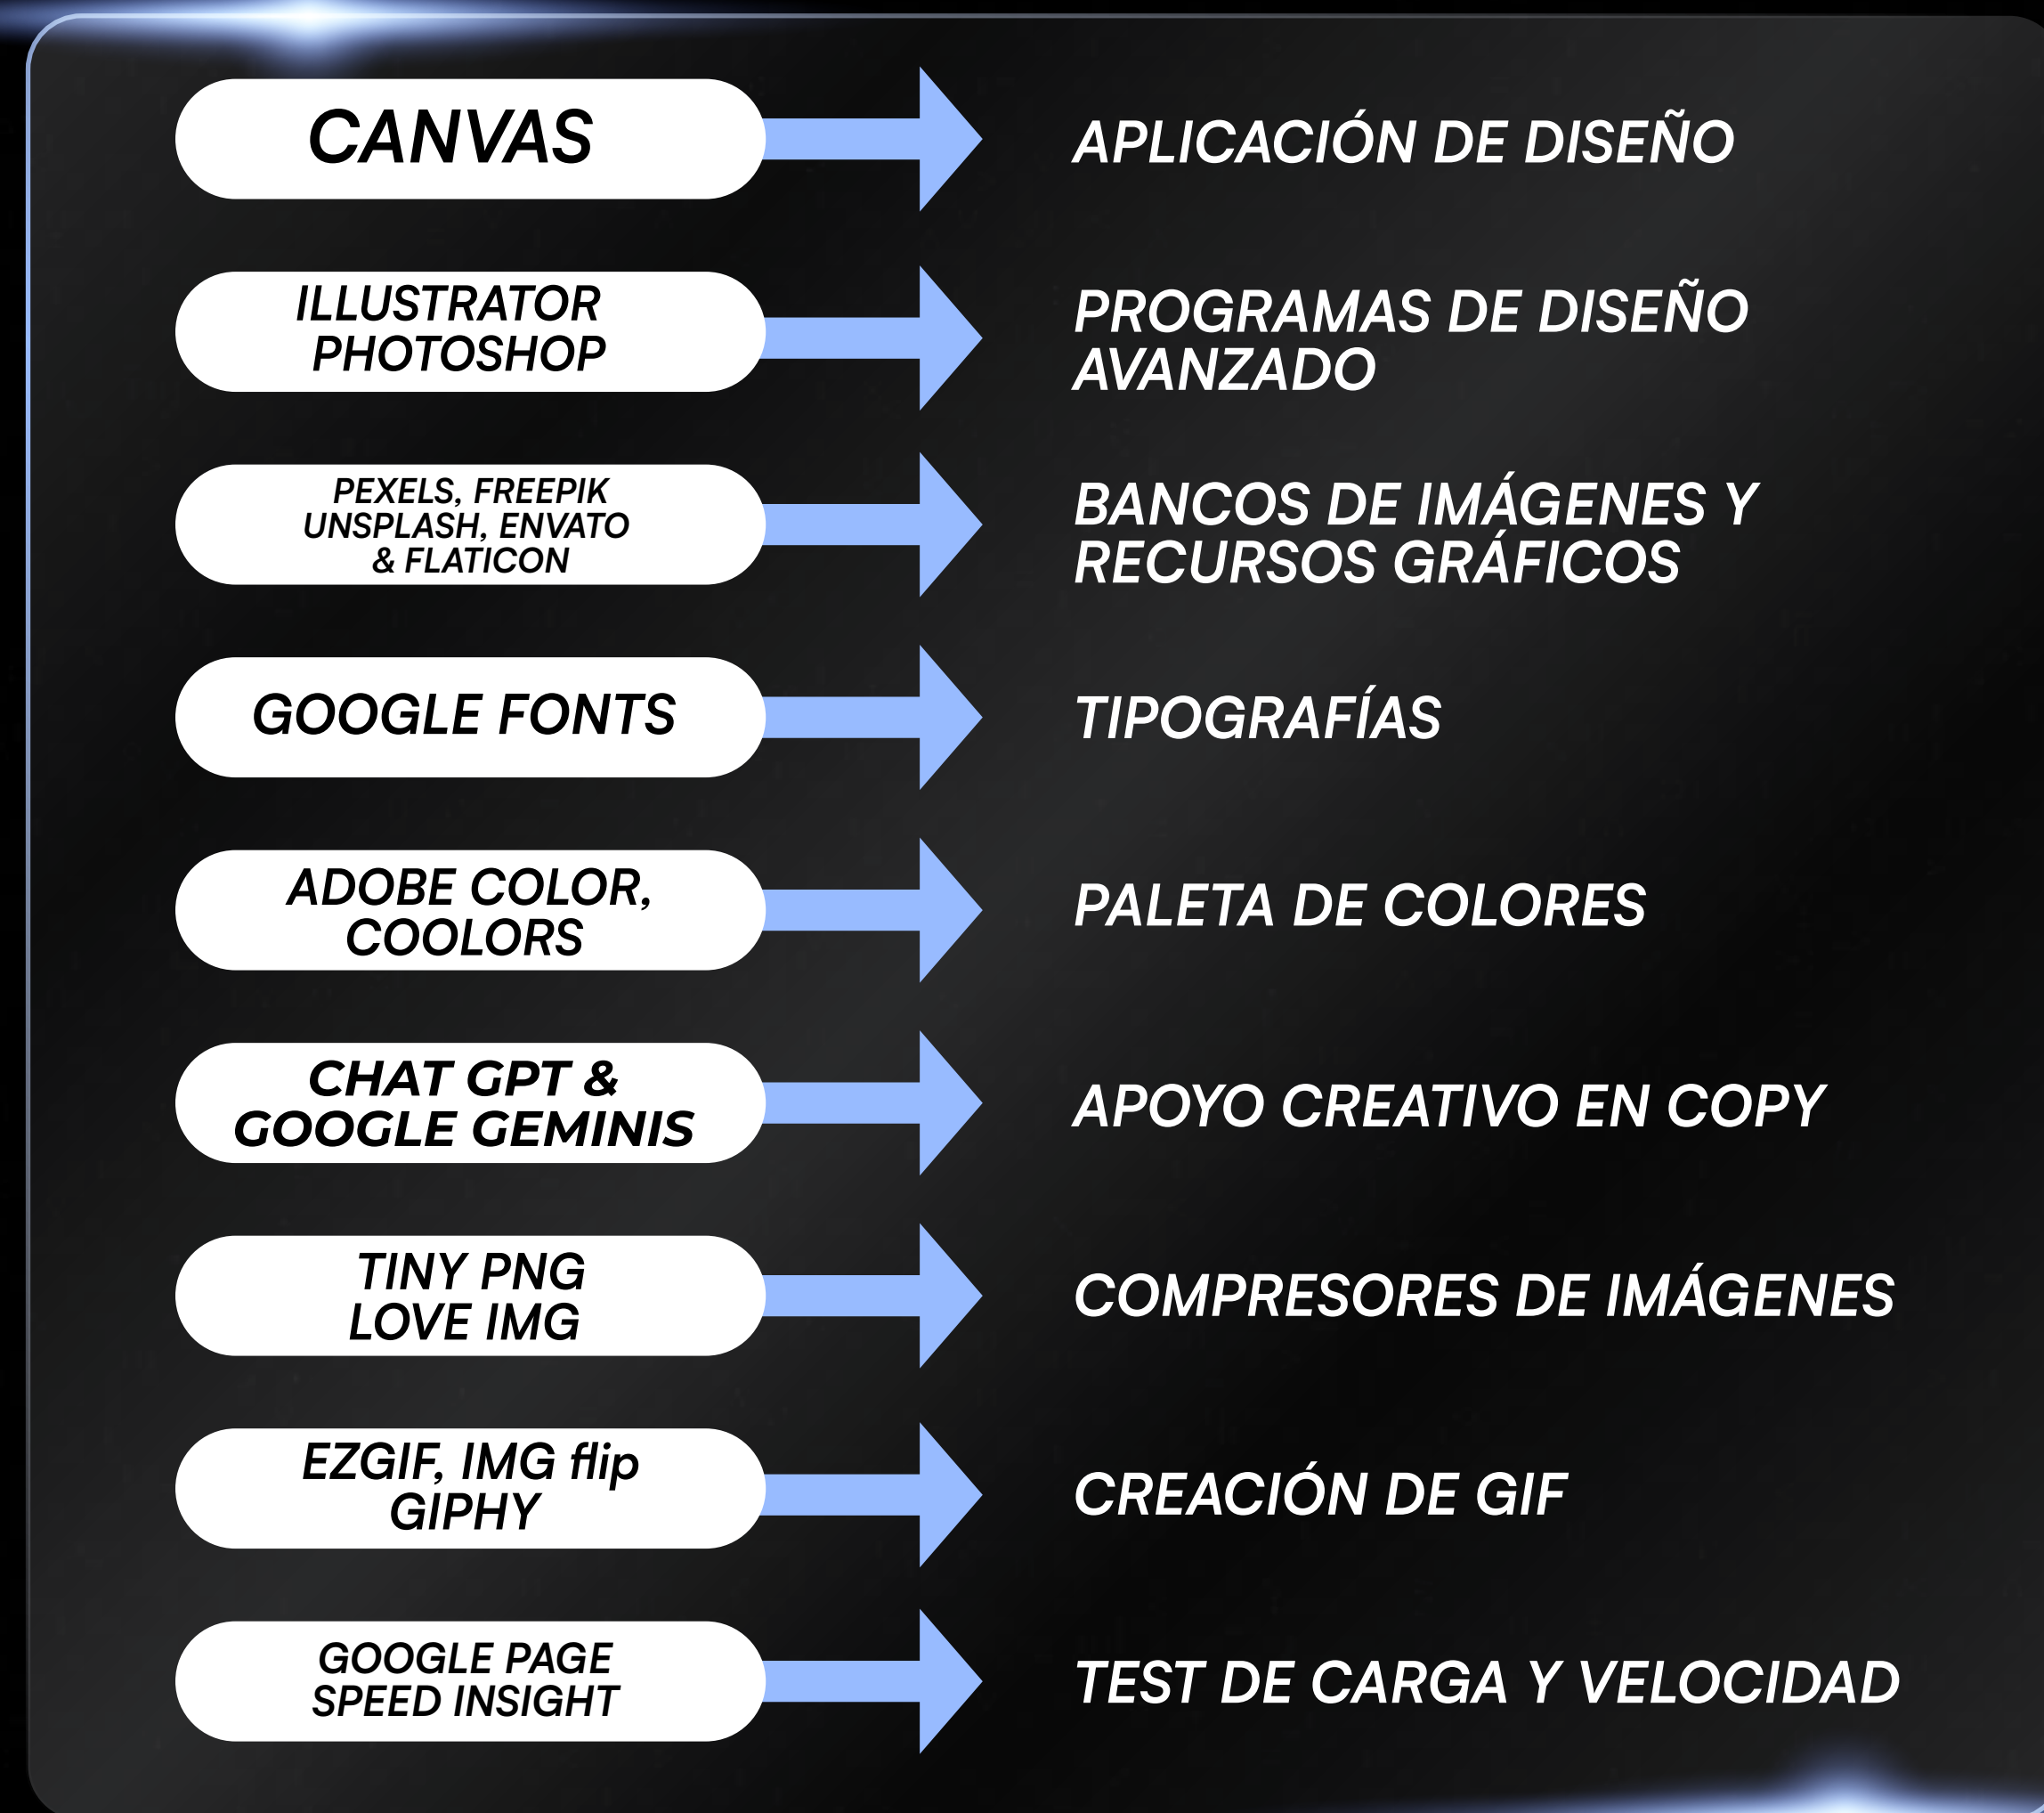 CANVAS
APLICACIÓN DE DISEÑO
ILLUSTRATOR
PHOTOSHOP
PROGRAMAS DE DISEÑO
AVANZADO
PEXELS, FREEPIK
UNSPLASH, ENVATO
& FLATICON
BANCOS DE IMÁGENES Y
RECURSOS GRÁFICOS
GOOGLE FONTS
TIPOGRAFÍAS
ADOBE COLOR,
COOLORS
PALETA DE COLORES
CHAT GPT &
GOOGLE GEMINIS
APOYO CREATIVO EN COPY
TINY PNG
LOVE IMG
COMPRESORES DE IMÁGENES
EZGIF, IMG flip
GIPHY
CREACIÓN DE GIF
GOOGLE PAGE
SPEED INSIGHT
TEST DE CARGA Y VELOCIDAD